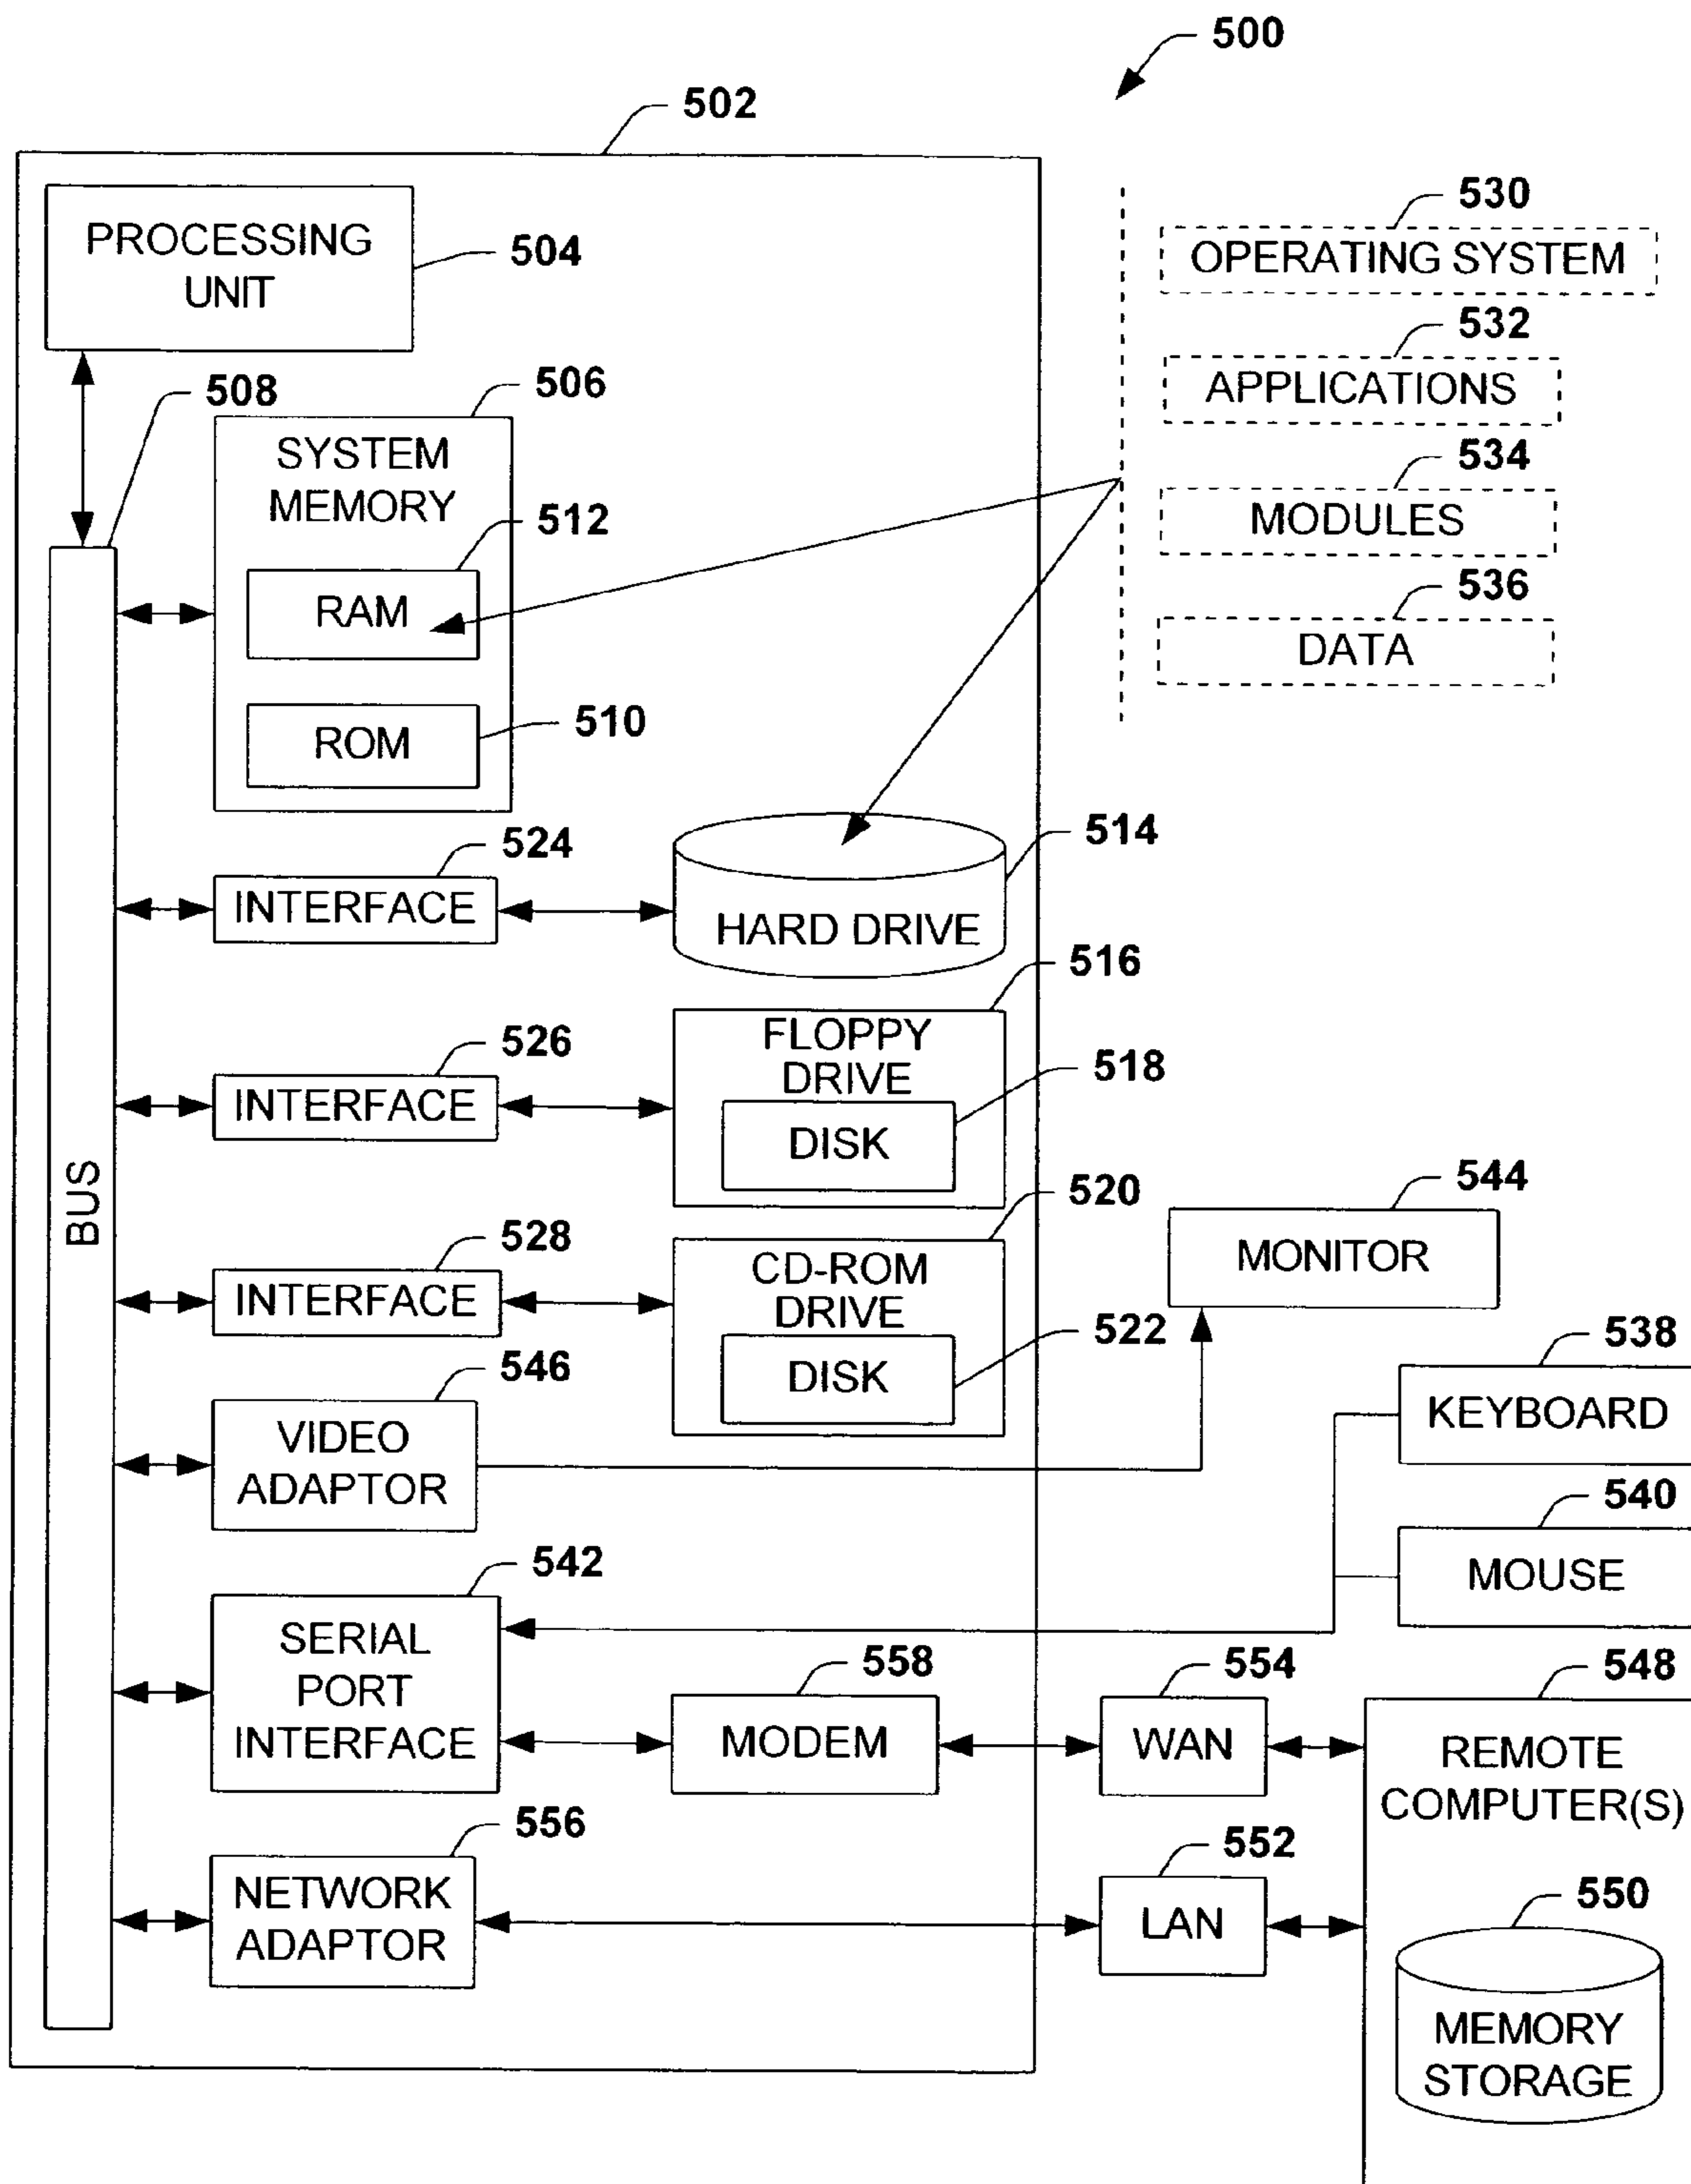 500
502
PROCESSING
UNIT
504
530
OPERATING SYSTEM
532
APPLICATIONS
534
MODULES
536
DATA
508
506
SYSTEM
MEMORY
512
RAM
510
ROM
BUS
524
INTERFACE
514
HARD DRIVE
526
INTERFACE
516
FLOPPY
DRIVE
518
DISK
528
INTERFACE
520
CD-ROM
DRIVE
522
DISK
544
MONITOR
546
VIDEO
ADAPTOR
538
KEYBOARD
540
MOUSE
542
SERIAL
PORT
INTERFACE
558
MODEM
554
WAN
548
REMOTE
COMPUTER(S)
556
NETWORK
ADAPTOR
552
LAN
550
MEMORY
STORAGE